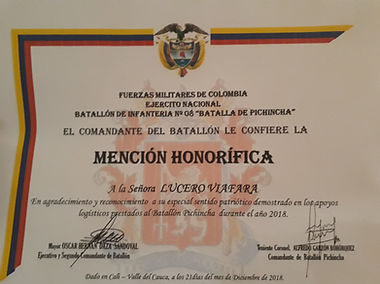 FUERZAS MILITARES DE COLOMBIA
EJERCITO NACIONAL
BATALLÓN DE INFANTERIA Nº 08 "BATALLA DE PICHINCHA"
EL COMANDANTE DEL BATALLÓN LE CONFIERE LA
MENCIÓN HONORÍFICA
A la Señora LUCERO VIAFARA
En agradecimiento y reconocimiento a su especial sentido patriótico demostrado en los apoyos
logísticos prestados al Batallón Pichincha durante el año 2018.
Mayor OSCAR HERNAN DAZA SANDOVAL
Ejecutivo y Segundo Comandante de Batallón
Teniente Coronel ALFREDO GARZON BOHORQUEZ
Comandante de Batallón Pichincha
Dado en Cali – Valle del Cauca, a los 21días del mes de Diciembre de 2018.